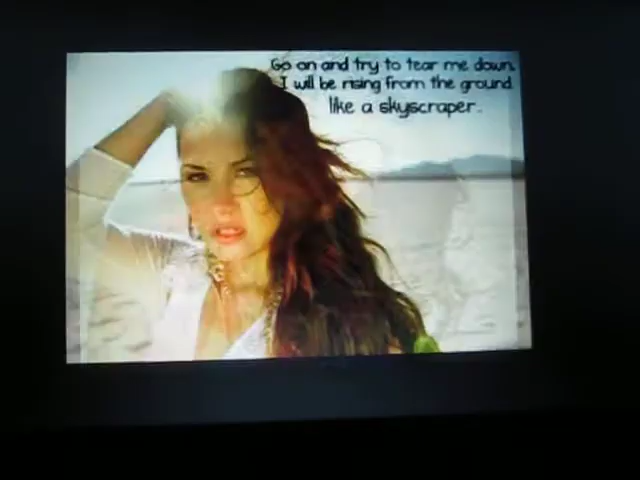 Go on and try to tear me down.
I will be rising from the ground
like a skyscraper.